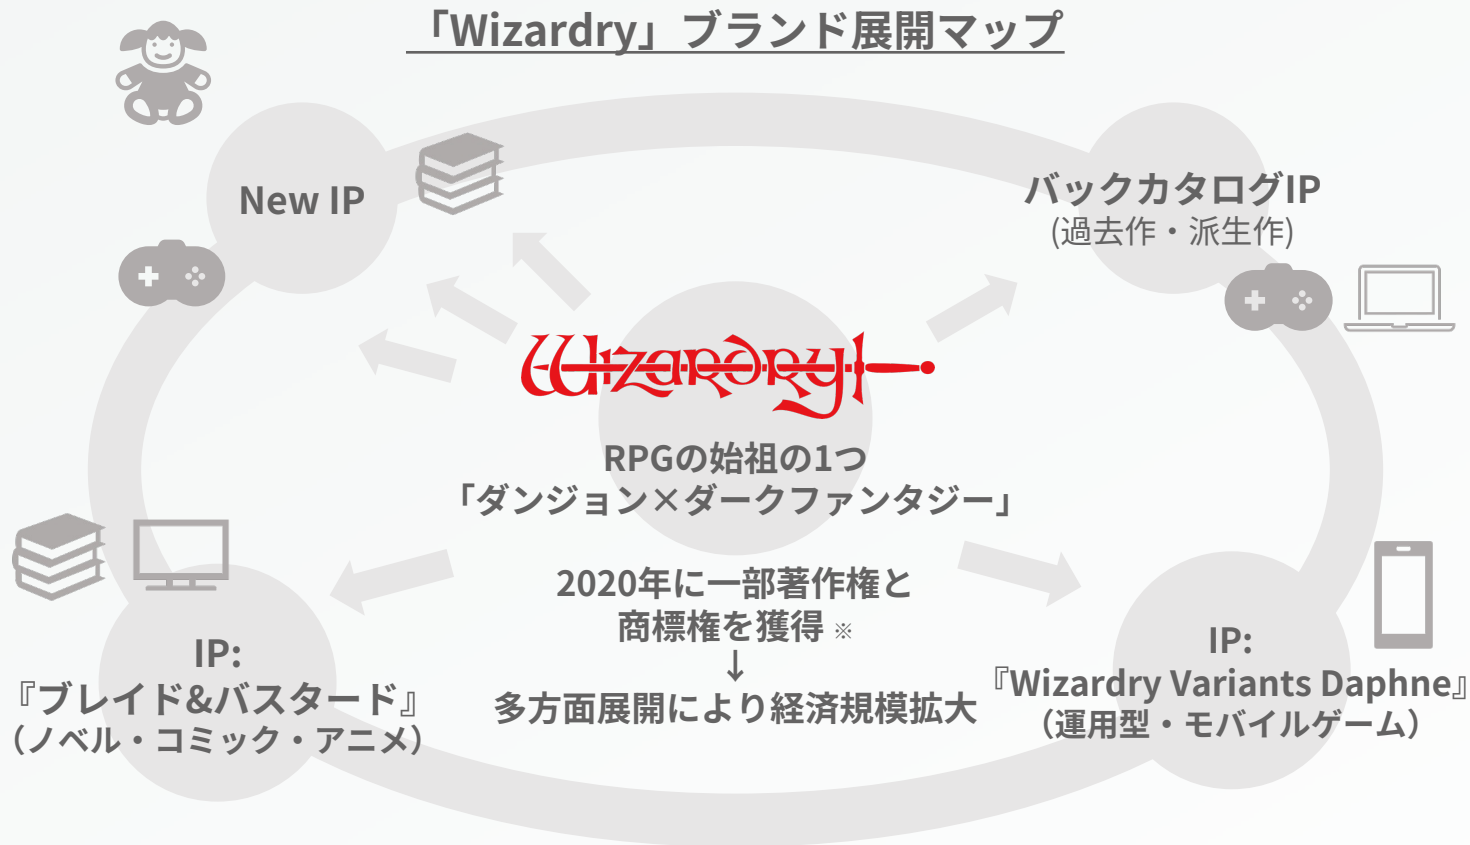 「Wizardry」ブランド展開マップ
New IP
バックカタログIP
(過去作・派生作)
Wizardry
RPGの始祖の1つ
「ダンジョン×ダークファンタジー」
2020年に一部著作権と
商標権を獲得 ※
↓
多方面展開により経済規模拡大
IP:
『ブレイド&バスタード』
（ノベル・コミック・アニメ）
IP:
『Wizardry Variants Daphne』
（運用型・モバイルゲーム）